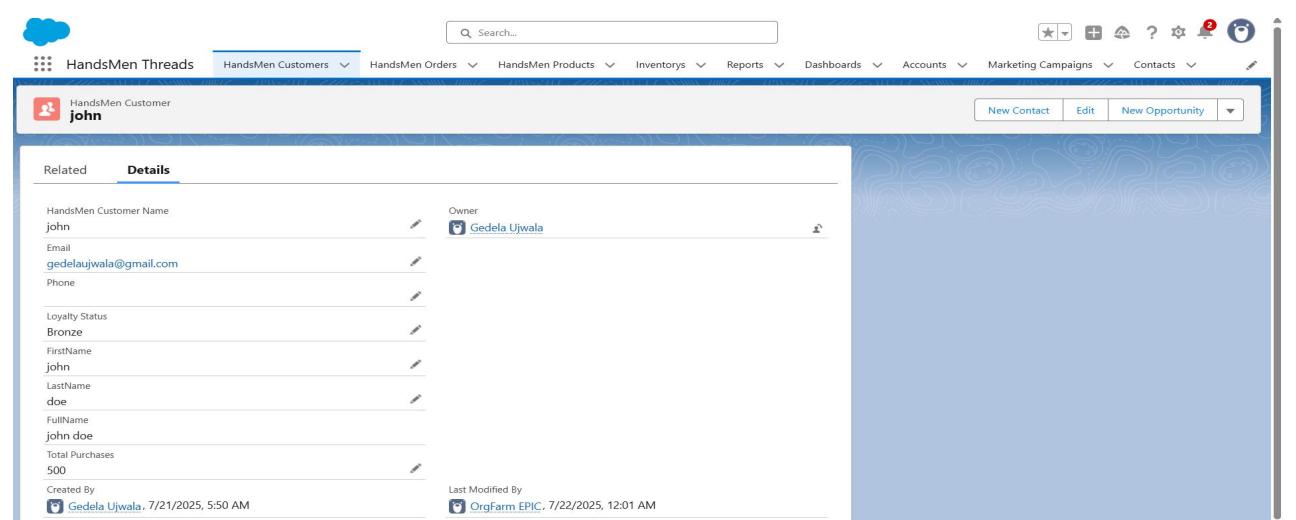 Search...
2
HandsMen Threads HandsMen Customers HandsMen Orders HandsMen Products Inventorys Reports Dashboards Accounts Marketing Campaigns Contacts
HandsMen Customer
john
New Contact Edit New Opportunity
Related Details
HandsMen Customer Name Owner
john Gedela Ujwala
Email
gedelaujwala@gmail.com
Phone
Loyalty Status
Bronze
FirstName
john
LastName
doe
FullName
john doe
Total Purchases
500
Created By Last Modified By
Gedela Ujwala, 7/21/2025, 5:50 AM OrgFarm EPIC, 7/22/2025, 12:01 AM